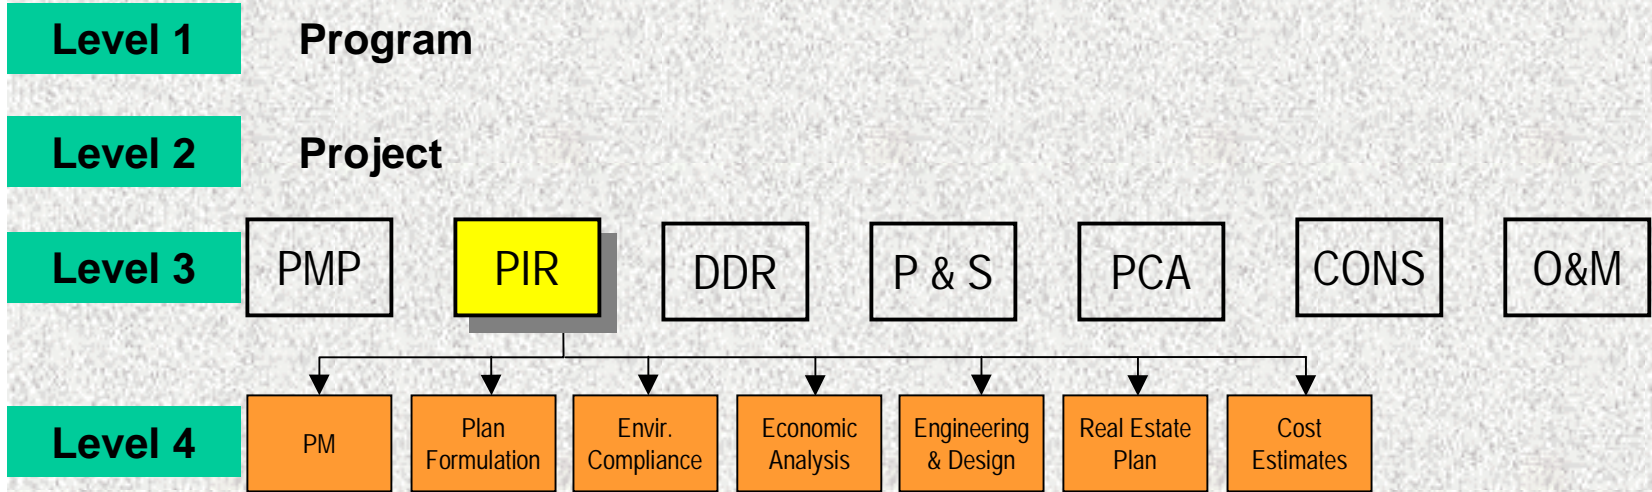 Level 1 Program
Level 2 Project
Level 3 PMP PIR DDR P & S PCA CONS O&M
Level 4
PM
Plan
Formulation
Envir.
Compliance
Economic
Analysis
Engineering
& Design
Real Estate
Plan
Cost
Estimates